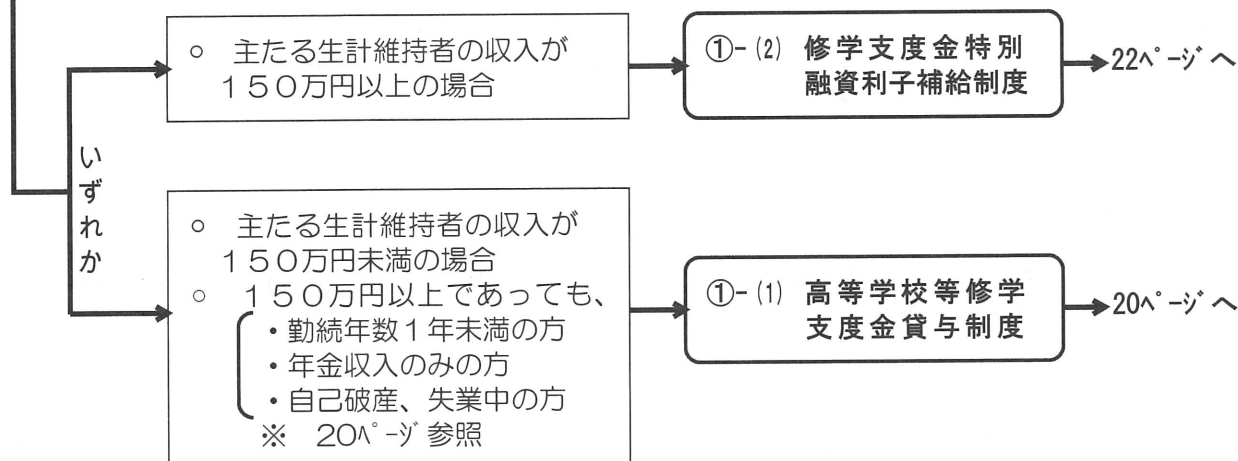 ○ 主たる生計維持者の収入が
150万円以上の場合
①-(2) 修学支度金特別
融資利子補給制度
22ページへ
いずれか
○ 主たる生計維持者の収入が
150万円未満の場合
○ 150万円以上であっても、
・勤続年数1年未満の方
・年金収入のみの方
・自己破産、失業中の方
※ 20ページ参照
①-(1) 高等学校等修学
支度金貸与制度
20ページへ